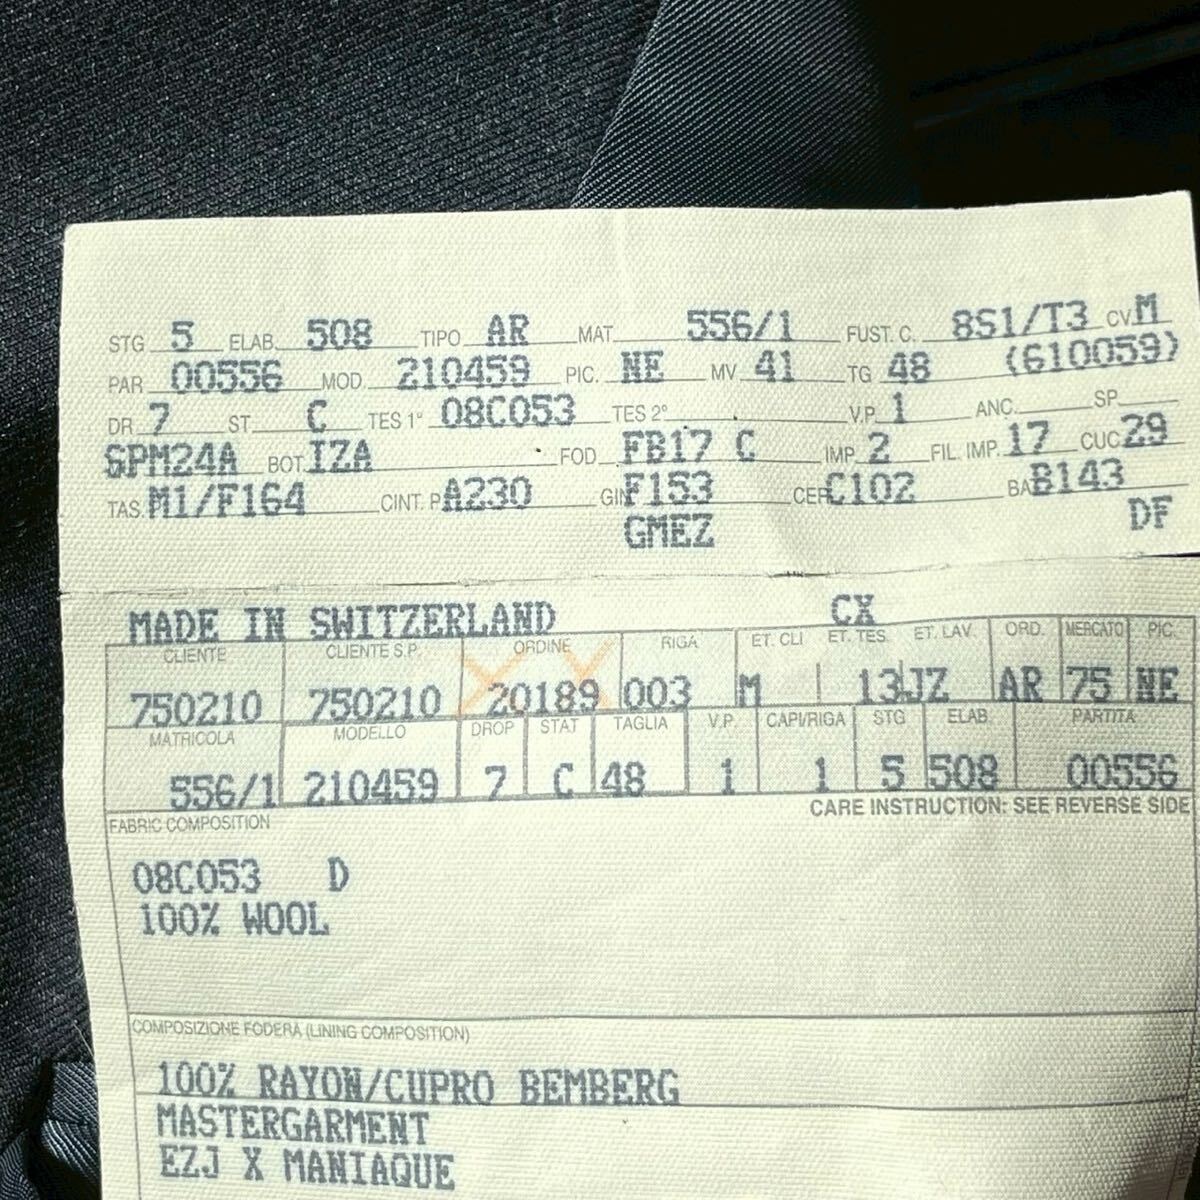 STG 5 ELAB. 508 TIPO AR MAT 556/1 FUST. C. 8S1/T3 CV. M
PAR 00556 MOD. 210459 PIC. NE MV 41 TG 48 (610059)
DR 7 ST. C TES 1° 08C053 TES 2° V.P. 1 ANC. SP.
SPM24A BOT IZA FOD FB17 C IMP. 2 FIL. IMP. 17 CUC 29
TAS. M1/F164 CINT. P. A230 GIN F153 CER C102 BA B143
GMEZ DF
MADE IN SWITZERLAND CX
CLIENTE CLIENTE S.P. ORDINE RIGA ET. CLI ET. TES. ET. LAV. ORD. MERCATO PIC.
750210 750210 20189 003 M 13JZ AR 75 NE
MATRICOLA MODELLO DROP STAT TAGLIA V.P. CAPI/RIGA STG ELAB. PARTITA
556/1 210459 7 C 48 1 1 5 508 00556
CARE INSTRUCTION: SEE REVERSE SIDE
FABRIC COMPOSITION
08C053 D
100% WOOL
COMPOSIZIONE FODERA (LINING COMPOSITION)
100% RAYON/CUPRO BEMBERG
MASTERGARMENT
EZJ X MANIAQUE